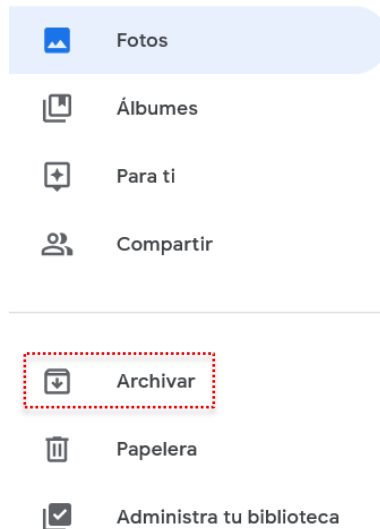 Fotos
Álbumes
Para ti
Compartir
Archivar
Papelera
Administra tu biblioteca